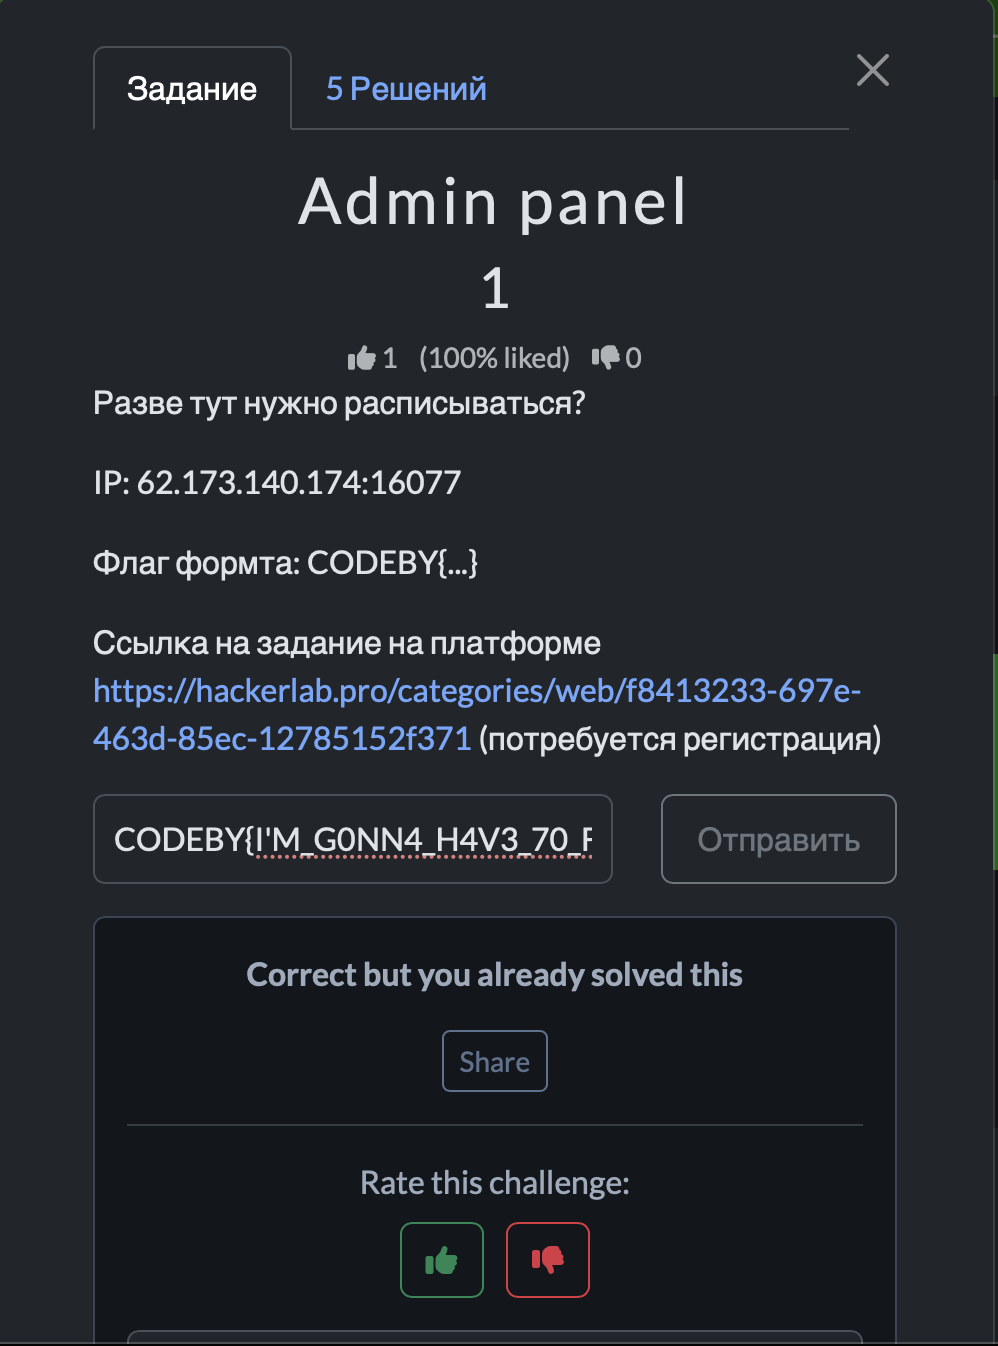 Задание
5 Решений
Admin panel
1
1 (100% liked) 0
Разве тут нужно расписываться?
IP: 62.173.140.174:16077
Флаг формта: CODEBY{...}
Ссылка на задание на платформе
https://hackerlab.pro/categories/web/f8413233-697e-
463d-85ec-12785152f371 (потребуется регистрация)
CODEBY{I'M_G0NN4_H4V3_70_
Отправить
Correct but you already solved this
Share
Rate this challenge: